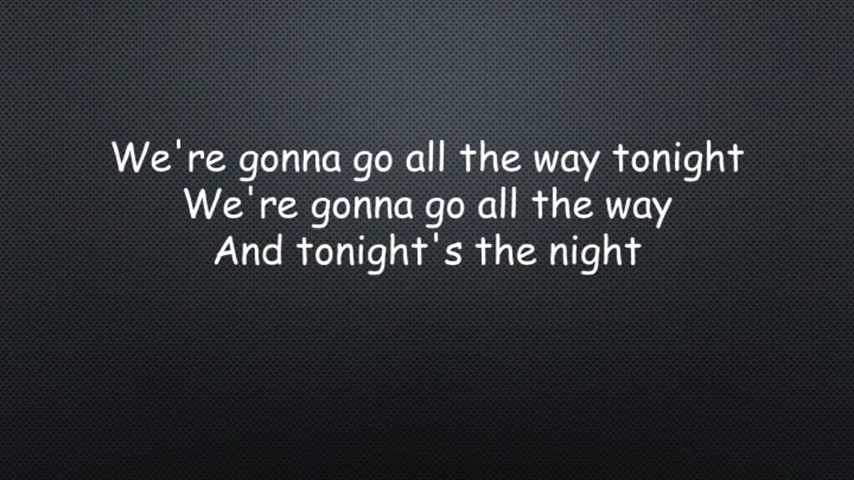 We're gonna go all the way tonight
We're gonna go all the way
And tonight's the night